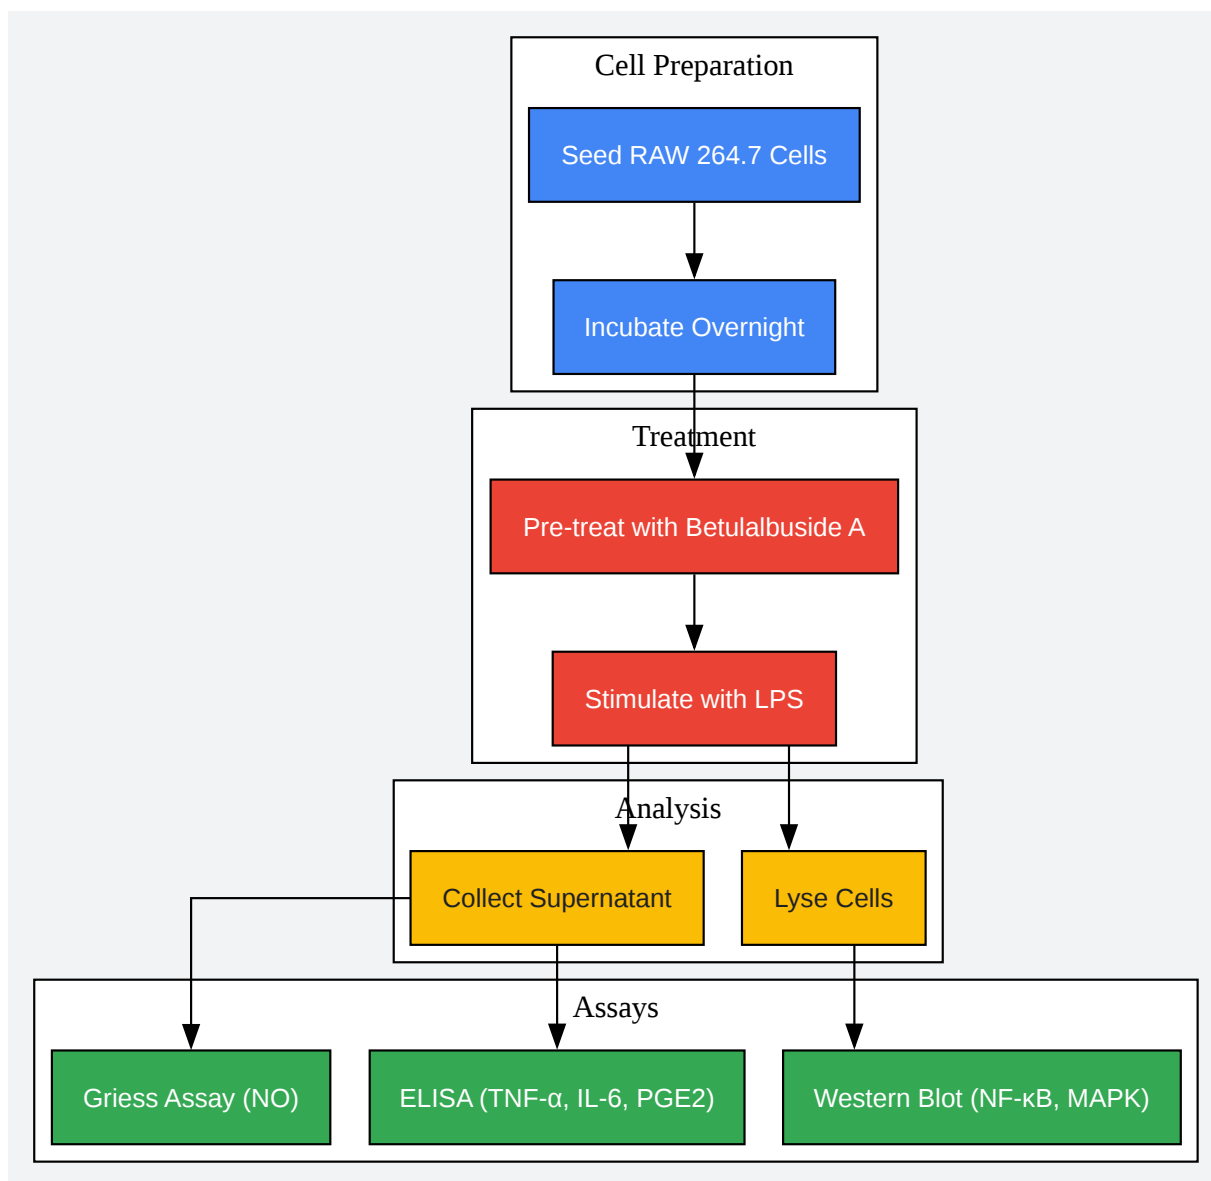 Cell Preparation
Seed RAW 264.7 Cells
Incubate Overnight
Treatment
Pre-treat with Betulalbuside A
Stimulate with LPS
Analysis
Collect Supernatant
Lyse Cells
Assays
Griess Assay (NO)
ELISA (TNF-α, IL-6, PGE2)
Western Blot (NF-κB, MAPK)